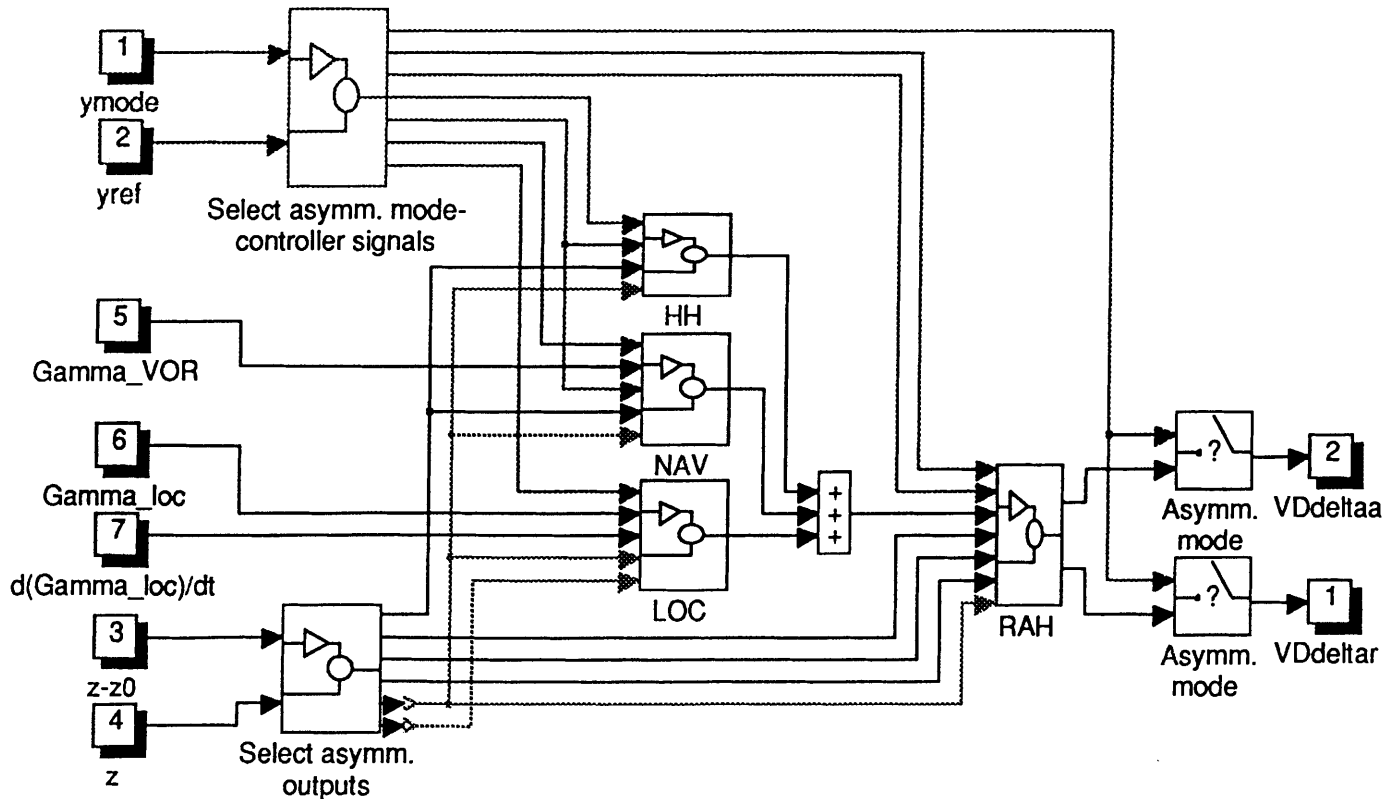 1
ymode
2
yref
Select asymm. mode-
controller signals
5
Gamma_VOR
6
Gamma_loc
7
d(Gamma_loc)/dt
3
z-z0
4
z
Select asymm.
outputs
HH
NAV
LOC
+
+
+
RAH
?
Asymm.
mode
2
VDdeltaa
?
Asymm.
mode
1
VDdeltar